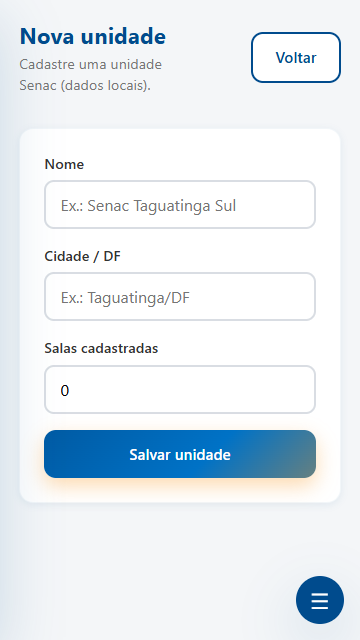 Nova unidade
Cadastre uma unidade
Senac (dados locais).
Voltar
Nome
Ex.: Senac Taguatinga Sul
Cidade / DF
Ex.: Taguatinga/DF
Salas cadastradas
0
Salvar unidade